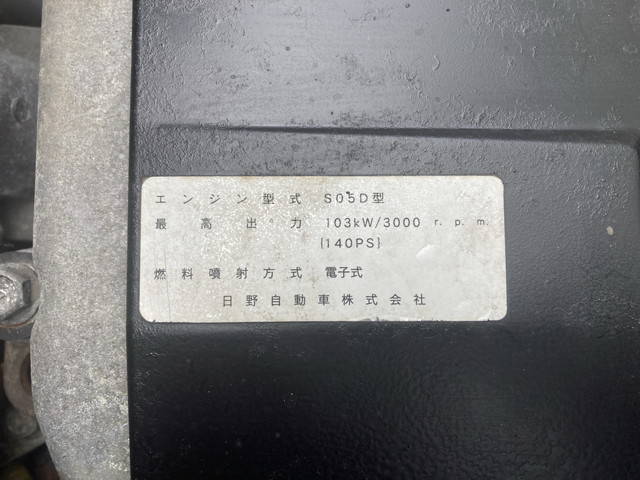 エンジン型式 S05D型
最高出力 103kW/3000 r.p.m.
{140PS}
燃料噴射方式 電子式
日野自動車株式会社